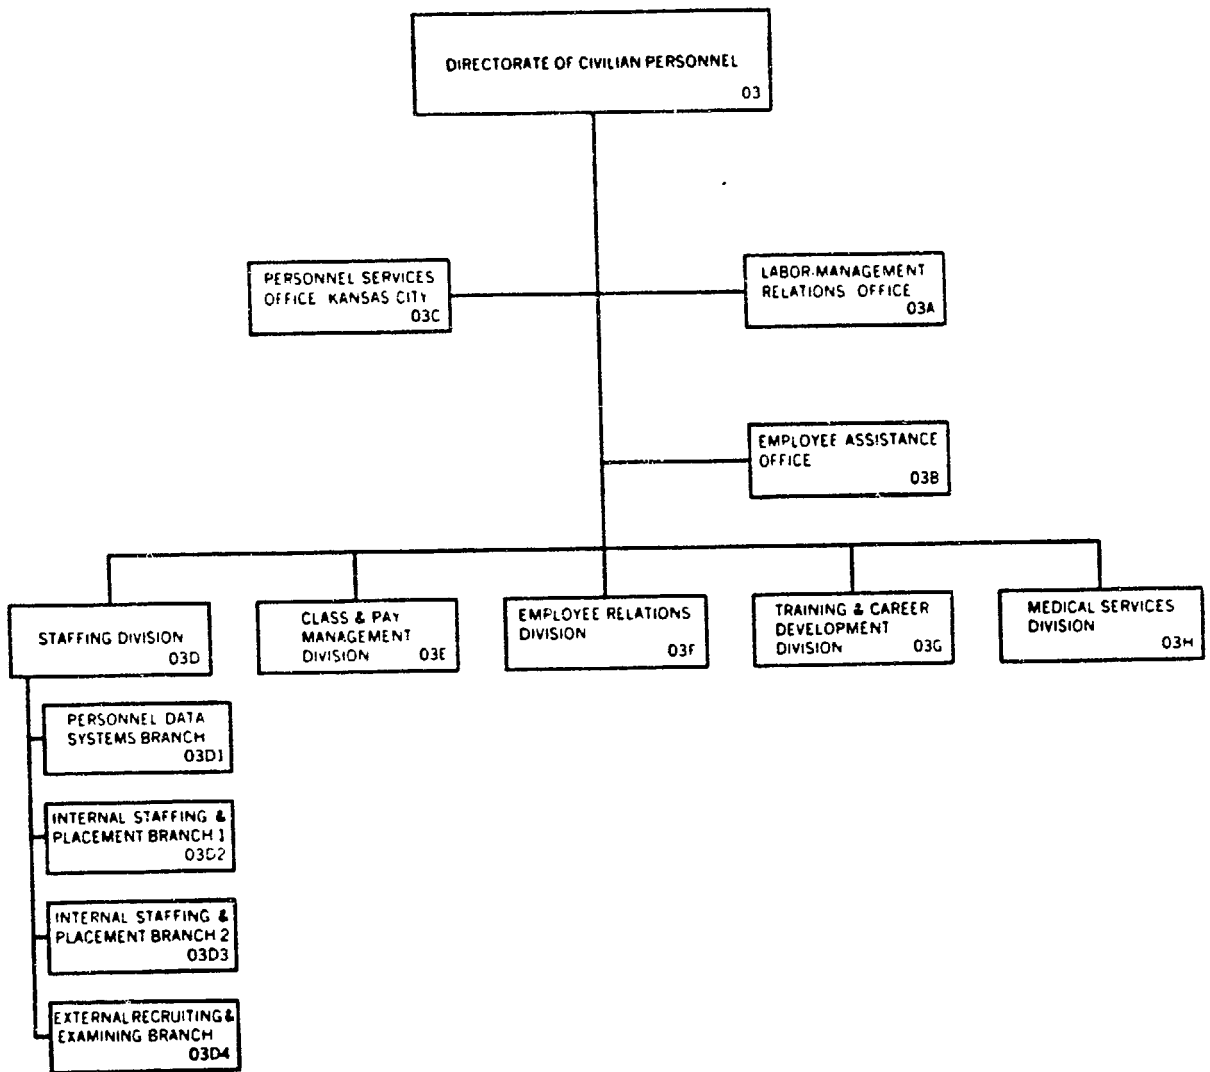 DIRECTORATE OF CIVILIAN PERSONNEL
03
PERSONNEL SERVICES
OFFICE KANSAS CITY
03C
LABOR-MANAGEMENT
RELATIONS OFFICE
03A
EMPLOYEE ASSISTANCE
OFFICE
03B
STAFFING DIVISION
03D
CLASS & PAY
MANAGEMENT
DIVISION 03E
EMPLOYEE RELATIONS
DIVISION
03F
TRAINING & CAREER
DEVELOPMENT
DIVISION 03G
MEDICAL SERVICES
DIVISION
03H
PERSONNEL DATA
SYSTEMS BRANCH
03D1
INTERNAL STAFFING &
PLACEMENT BRANCH 1
03D2
INTERNAL STAFFING &
PLACEMENT BRANCH 2
03D3
EXTERNAL RECRUITING &
EXAMINING BRANCH
03D4